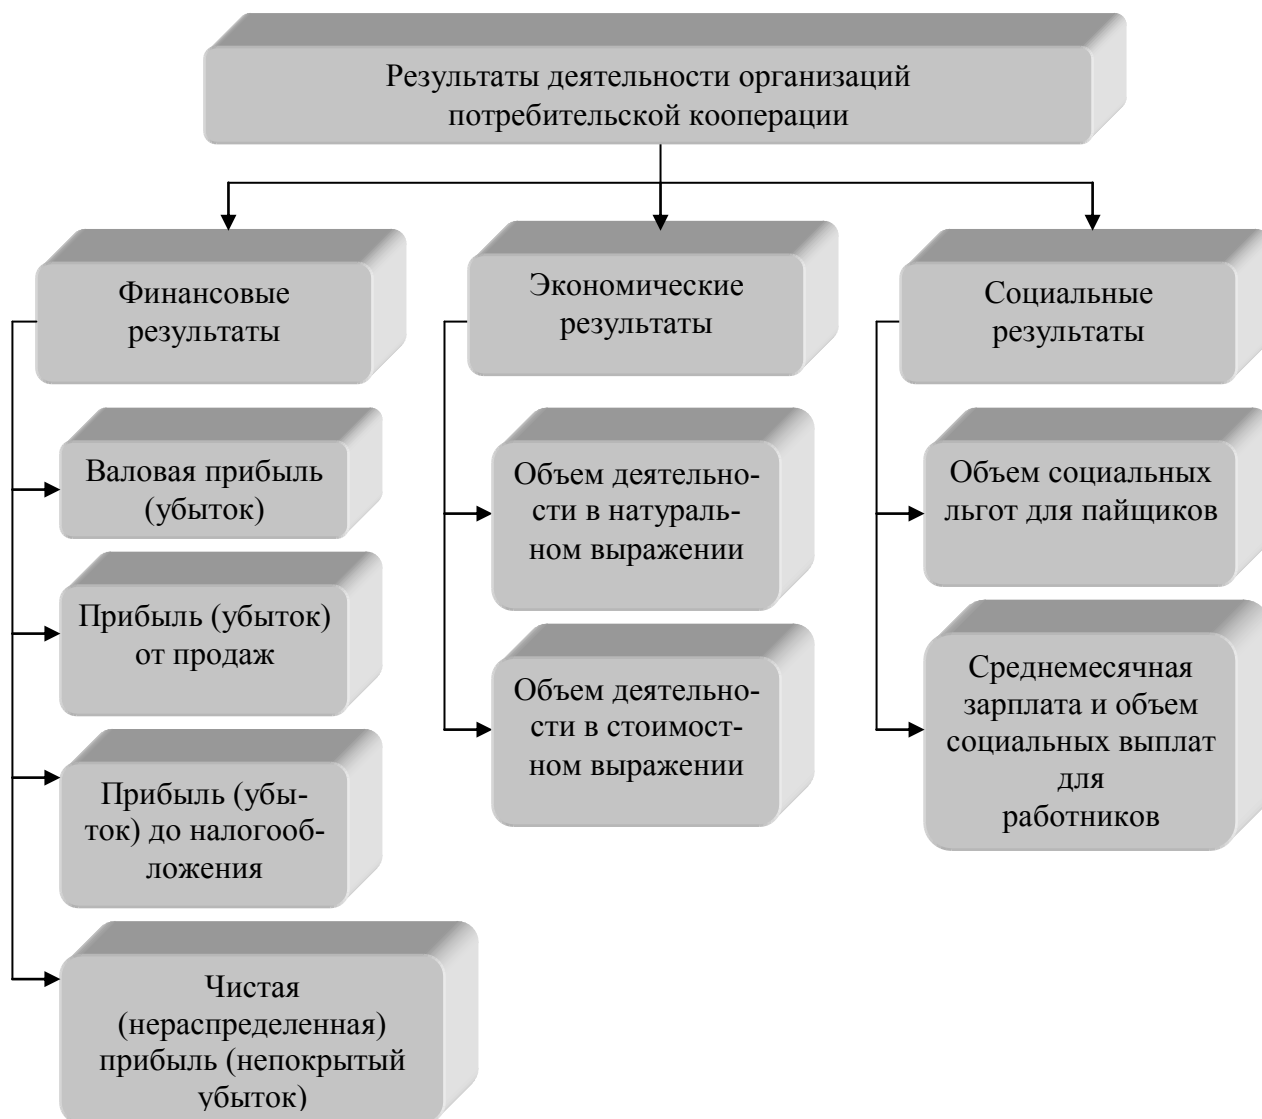 Результаты деятельности организаций
потребительской кооперации
Финансовые
результаты
Валовая прибыль
(убыток)
Прибыль (убыток)
от продаж
Прибыль (убы-
ток) до налогооб-
ложения
Чистая
(нераспределенная)
прибыль (непокрытый
убыток)
Экономические
результаты
Объем деятельно-
сти в натураль-
ном выражении
Объем деятельно-
сти в стоимост-
ном выражении
Социальные
результаты
Объем социальных
льгот для пайщиков
Среднемесячная
зарплата и объем
социальных выплат
для
работников